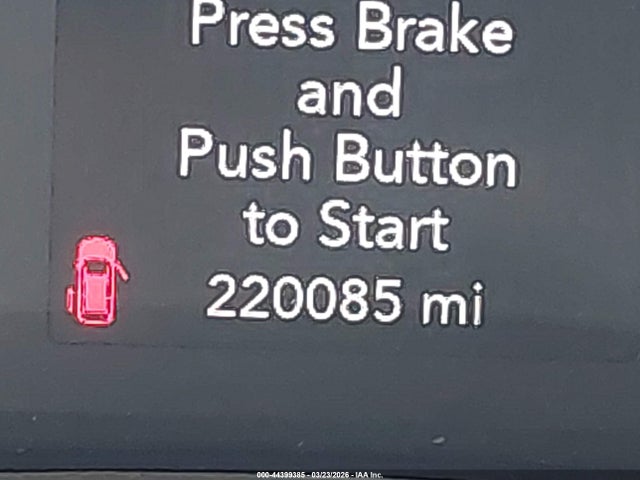 Press Brake
and
Push Button
to Start
220085 mi
000-44399385 - 03/23/2026 - IAA Inc.